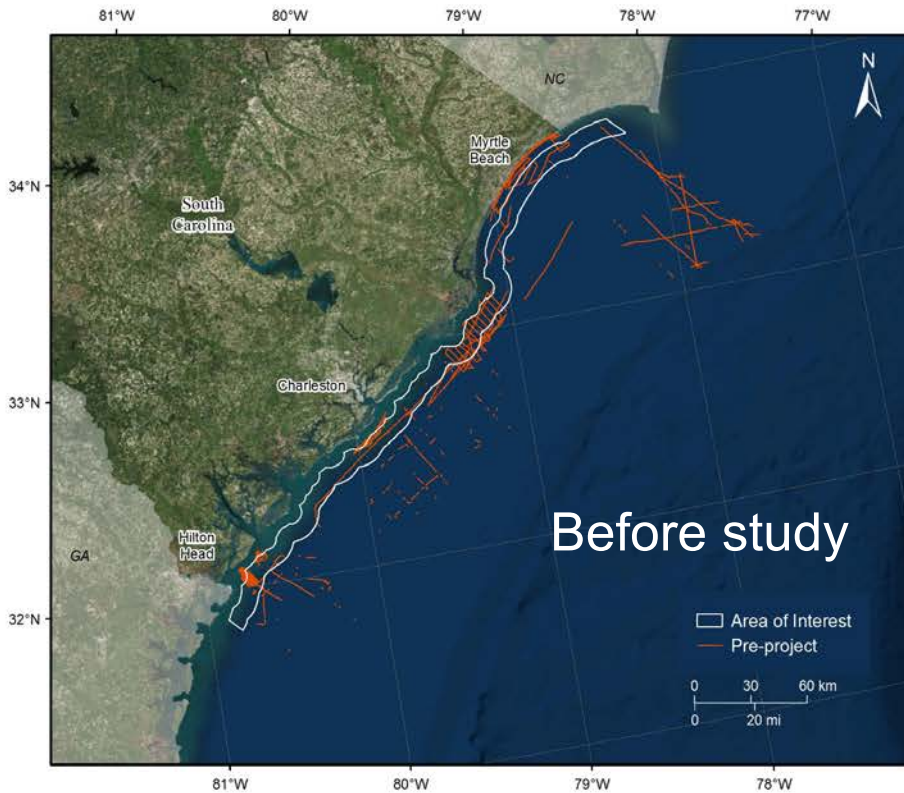 81°W 80°W 79°W 78°W 77°W
N
NC
Myrtle
Beach
34°N
South
Carolina
33°N
Charleston
Before study
Hilton
Head
GA
32°N
Area of Interest
Pre-project
0 30 60 km
0 20 mi
81°W 80°W 79°W 78°W